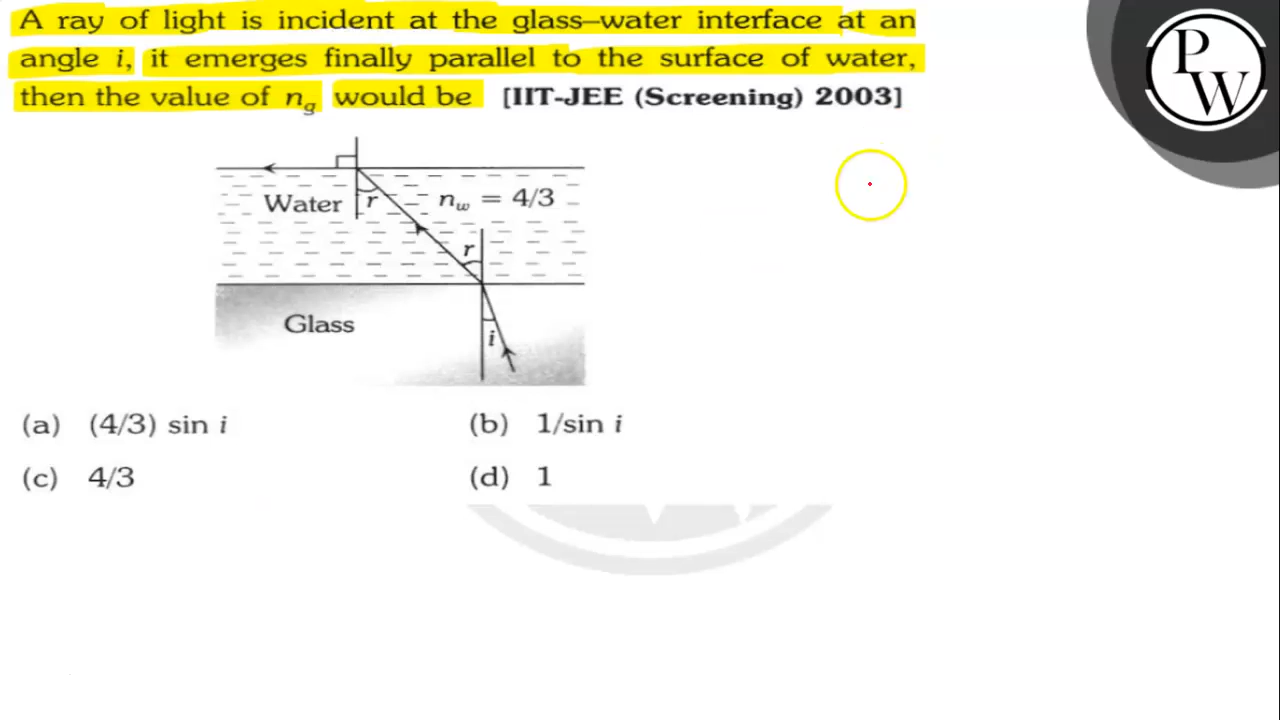 A ray of light is incident at the glass–water interface at an
angle i, it emerges finally parallel to the surface of water,
then the value of n_g would be [IIT-JEE (Screening) 2003]
P
W
Water
r
n_w = 4/3
r
Glass
i
(a) (4/3) sin i
(b) 1/sin i
(c) 4/3
(d) 1